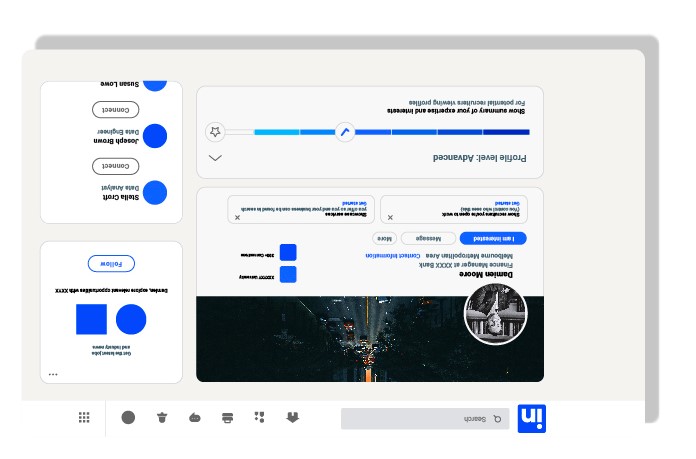 in
Search
Damien Moore
Finance Manager at XXXX Bank
Melbourne Metropolitan Area Contact Information
I am interested
Message
More
XXXXXY University
500+ Connections
Show recruiters you're open to work
(You control who sees this)
Get started
Showcase services
you offer so you and your business can be found in search
Get started
Profile level: Advanced
Show summary of your expertise and interests
For potential recruiters viewing profiles
Get the latest jobs
and industry news
Damien, explore relevant opportunities with XXXX
Follow
Stella Croft
Data Analyst
Connect
Joseph Brown
Data Engineer
Connect
Susan Lowe